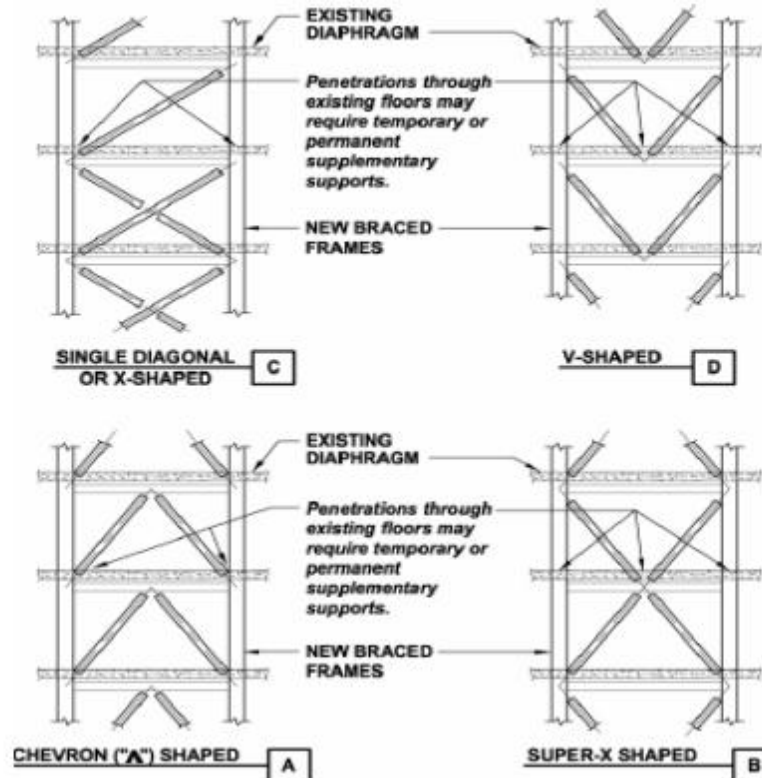 EXISTING
DIAPHRAGM
Penetrations through
existing floors may
require temporary or
permanent
supplementary
supports.
NEW BRACED
FRAMES
SINGLE DIAGONAL
OR X-SHAPED
C
V-SHAPED
D
EXISTING
DIAPHRAGM
Penetrations through
existing floors may
require temporary or
permanent
supplementary
supports.
NEW BRACED
FRAMES
CHEVRON ("Λ") SHAPED
A
SUPER-X SHAPED
B